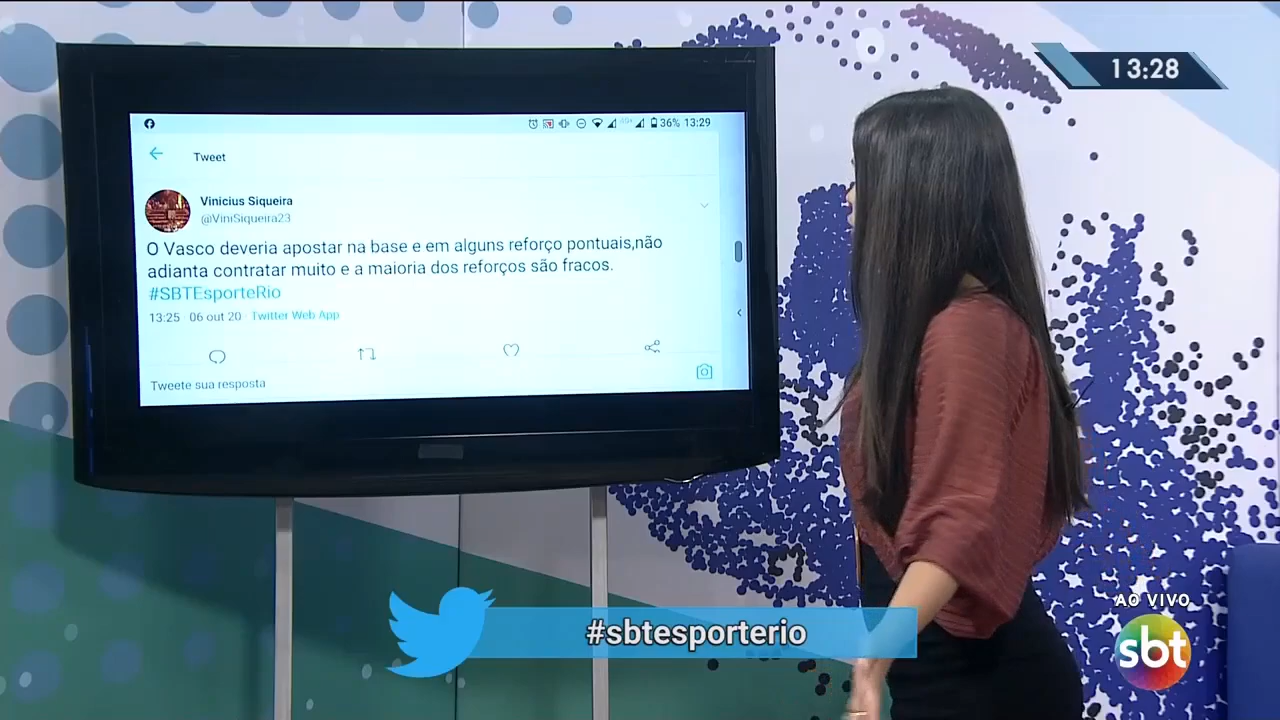 13:28
36% 13:29
Tweet
Vinicius Siqueira
@ViniSiqueira23
O Vasco deveria apostar na base e em alguns reforço pontuais,não
adianta contratar muito e a maioria dos reforços são fracos.
#SBTEsporteRio
13:25 · 06 out 20 · Twitter Web App
Tweete sua resposta
#sbtesporterio
AO VIVO
sbt